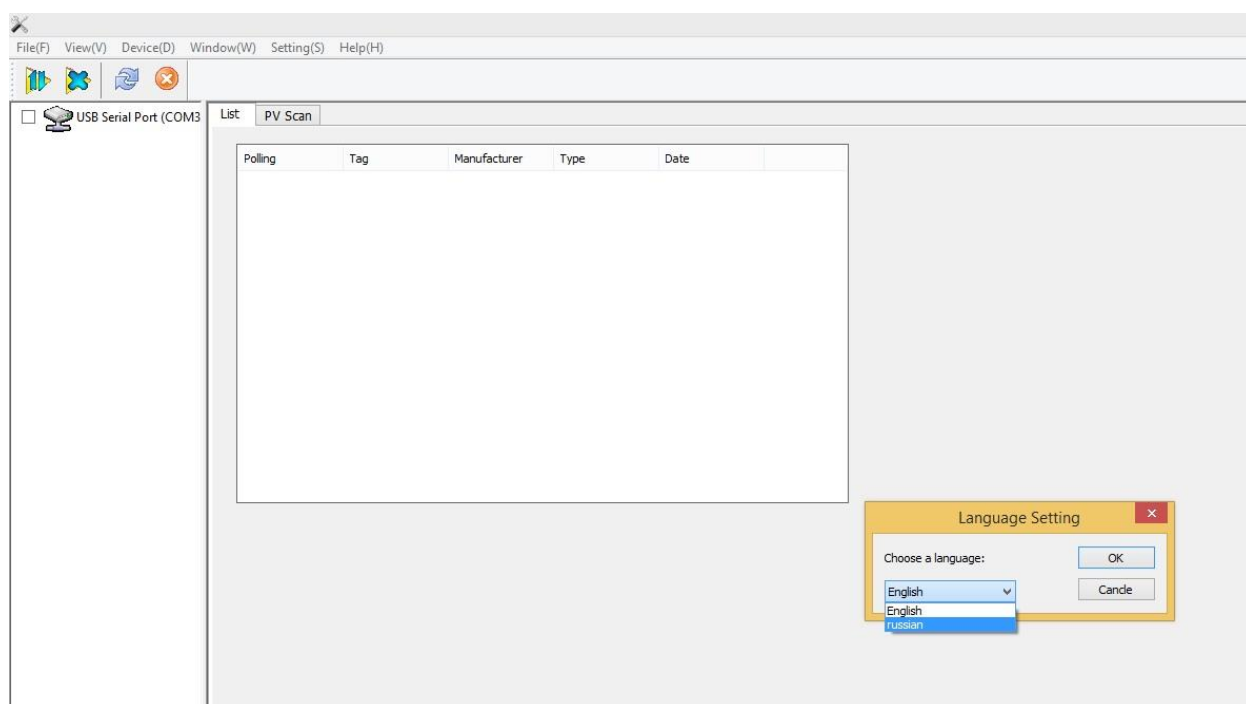 File(F) View(V) Device(D) Window(W) Setting(S) Help(H)
USB Serial Port (COM3
List PV Scan
Polling Tag Manufacturer Type Date
Language Setting
Choose a language:
OK
English
Cancle
English
russian